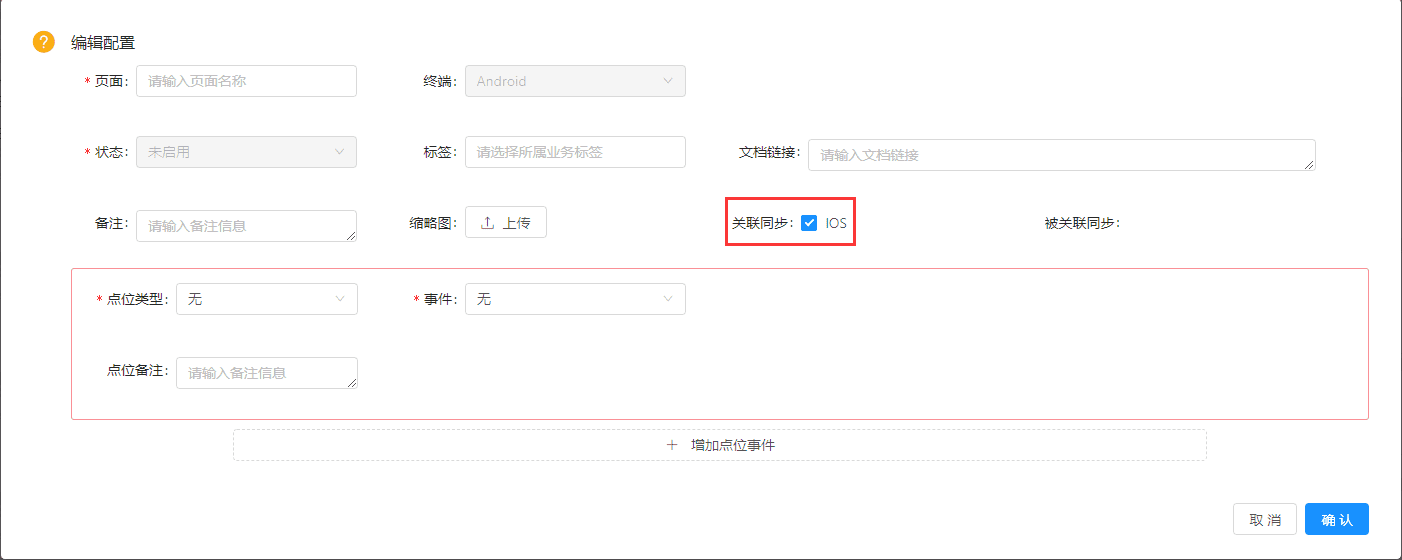 编辑配置
* 页面： 请输入页面名称 终端： Android
* 状态： 未启用 标签： 请选择所属业务标签 文档链接： 请输入文档链接
备注： 请输入备注信息 缩略图： 上传 关联同步： IOS 被关联同步：
* 点位类型： 无 * 事件： 无
点位备注： 请输入备注信息
+ 增加点位事件
取 消 确 认